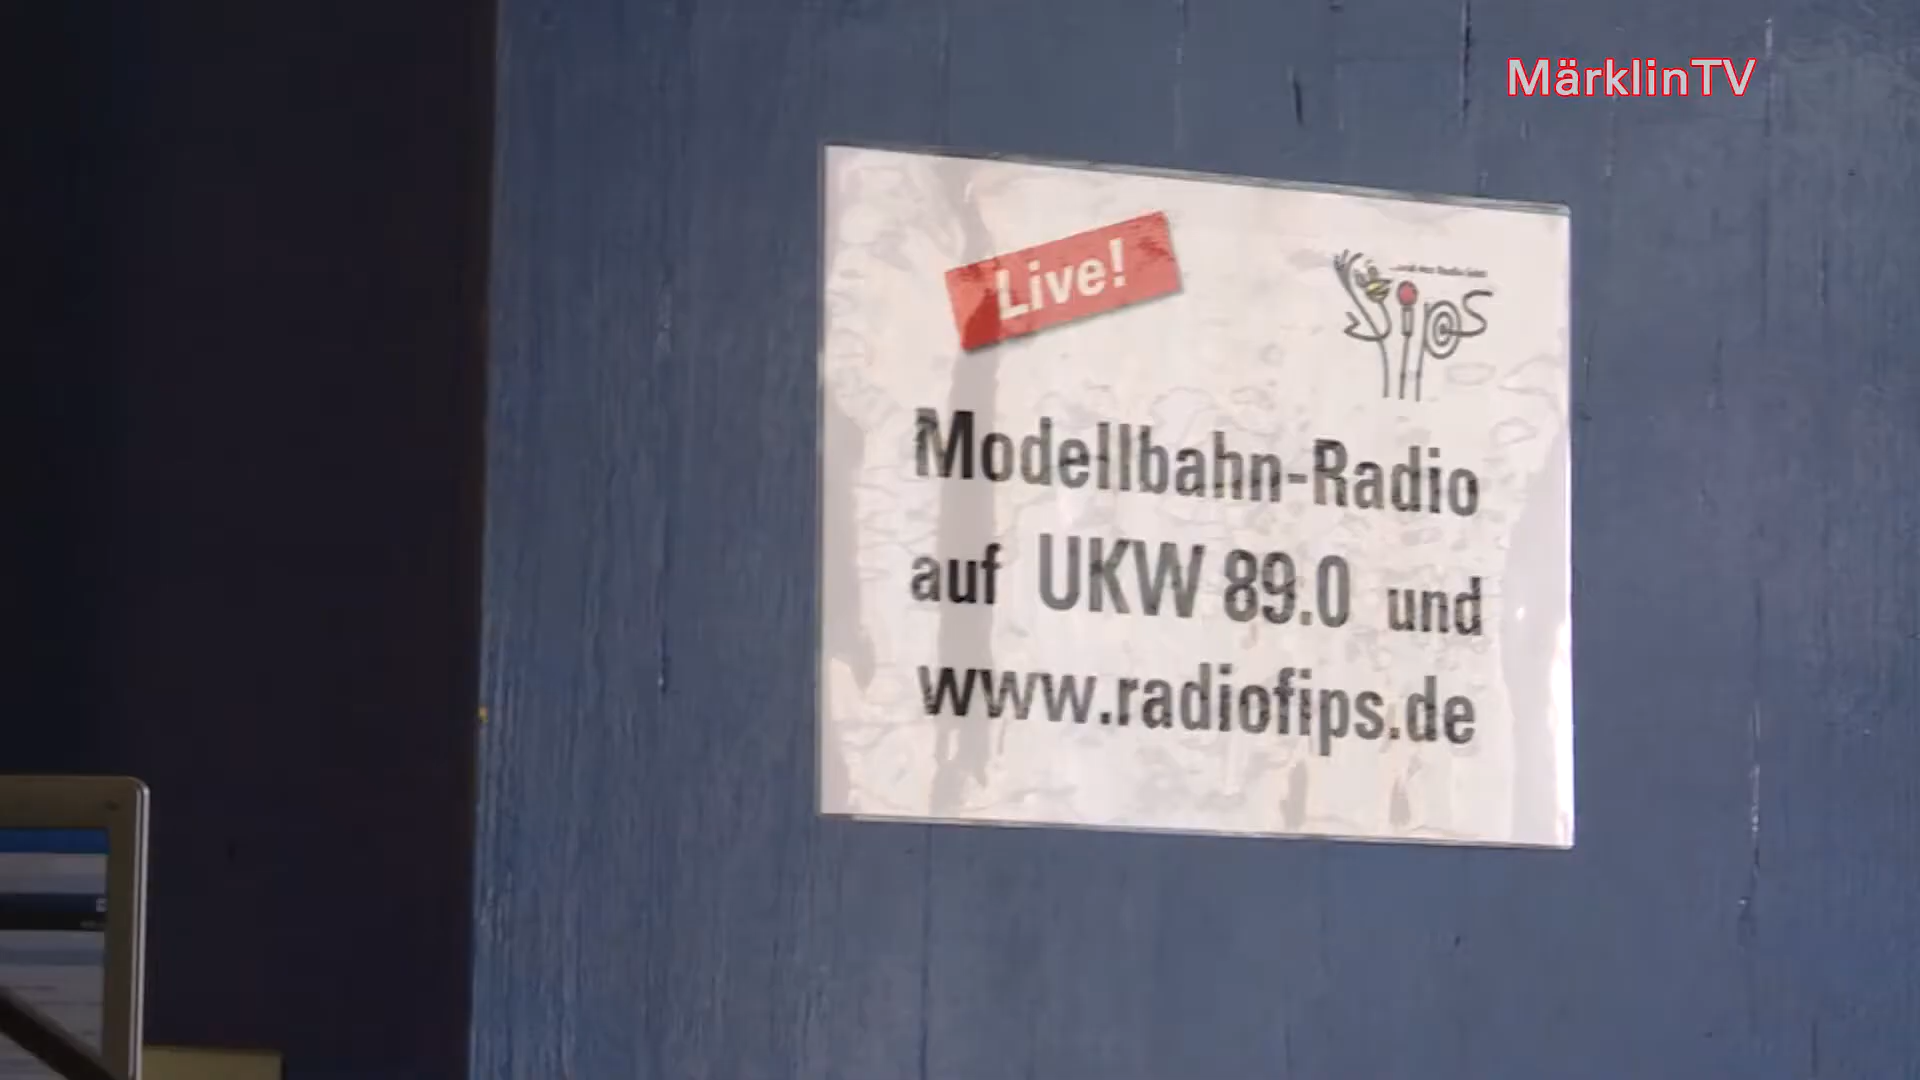 MärklinTV
Live!
fips
Modellbahn-Radio
auf UKW 89.0 und
www.radiofips.de